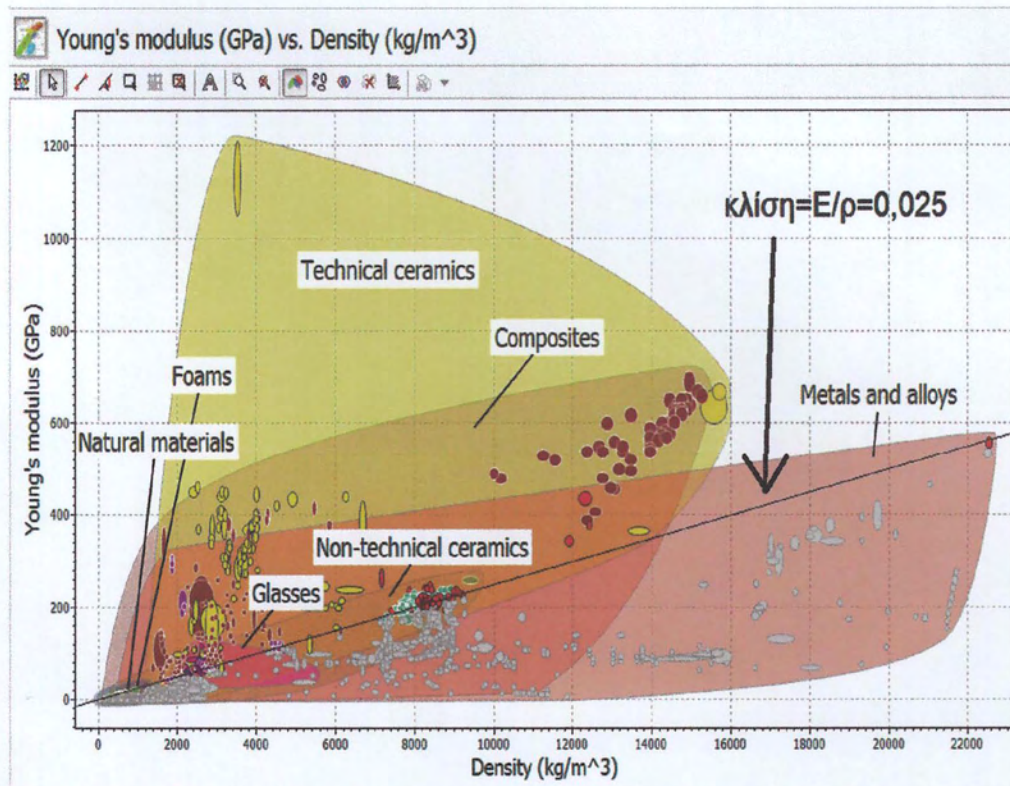 Young's modulus (GPa) vs. Density (kg/m^3)
A
Young's modulus (GPa)
1200
1000
800
600
400
200
0
κλίση=E/ρ=0,025
Technical ceramics
Composites
Foams
Metals and alloys
Natural materials
Non-technical ceramics
Glasses
0 2000 4000 6000 8000 10000 12000 14000 16000 18000 20000 22000
Density (kg/m^3)